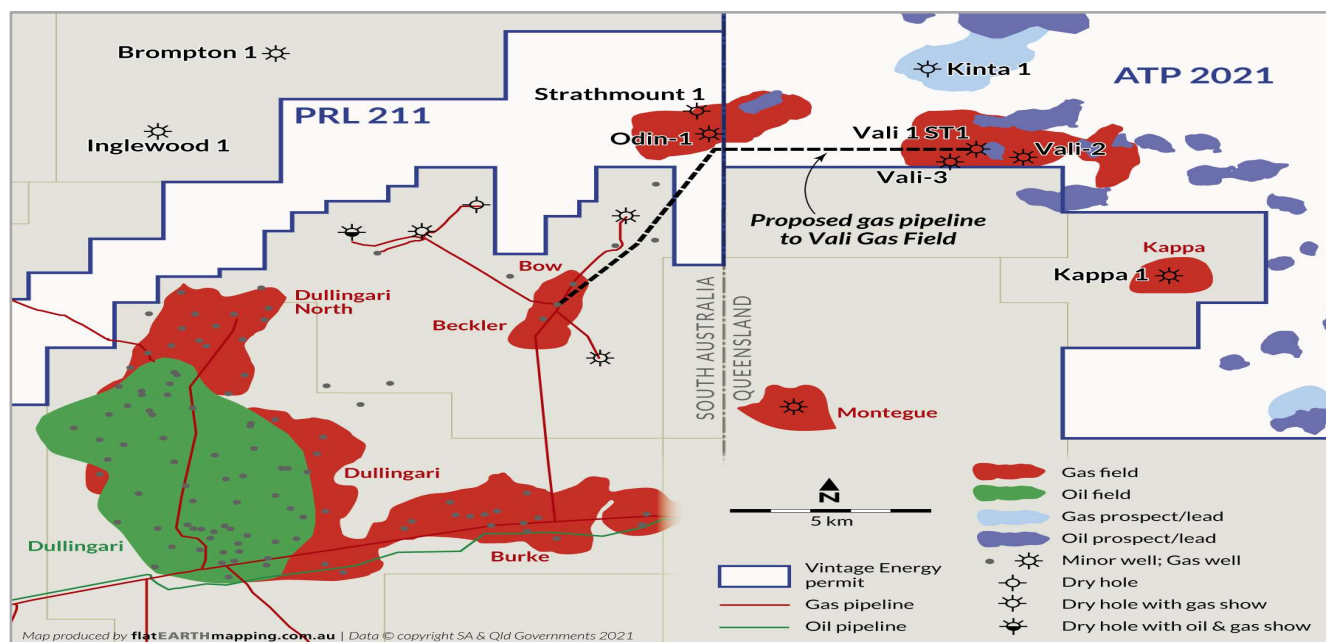 Brompton 1
Inglewood 1
PRL 211
Strathmount 1
Odin-1
Kinta 1
ATP 2021
Vali 1 ST1
Vali-2
Vali-3
Proposed gas pipeline
to Vali Gas Field
Kappa
Kappa 1
Bow
Beckler
Dullingari
North
SOUTH AUSTRALIA
QUEENSLAND
Montegue
Dullingari
Dullingari
Burke
N
5 km
Vintage Energy
permit
Gas pipeline
Oil pipeline
Gas field
Oil field
Gas prospect/lead
Oil prospect/lead
Minor well; Gas well
Dry hole
Dry hole with gas show
Dry hole with oil & gas show
Map produced by flatEARTHmapping.com.au | Data © copyright SA & Qld Governments 2021